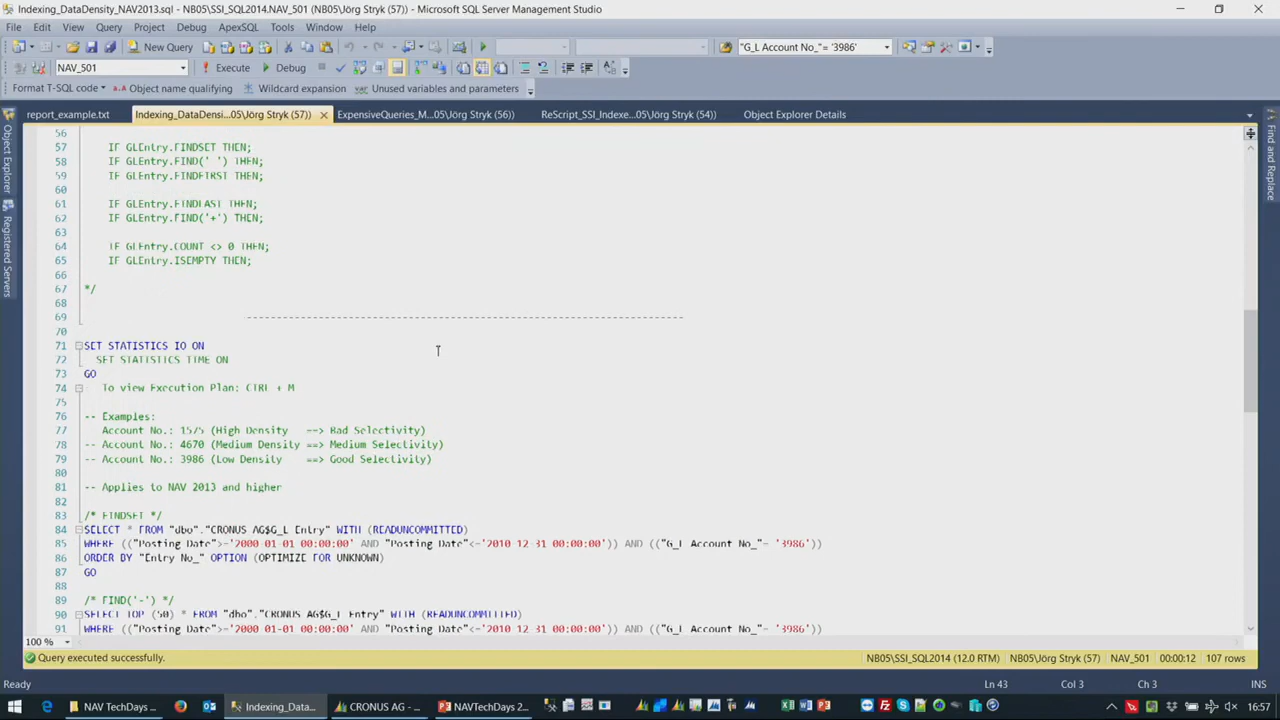 Indexing_DataDensity_NAV2013.sql - NB05\SSI_SQL2014.NAV_501 (NB05\Jörg Stryk (57)) - Microsoft SQL Server Management Studio
File Edit View Query Project Debug ApexSQL Tools Window Help
New Query "G_L Account No_"= '3986'
NAV_501 Execute Debug
Format T-SQL code Object name qualifying Wildcard expansion Unused variables and parameters
report_example.txt Indexing_DataDensi...05\Jörg Stryk (57)) ExpensiveQueries_M...05\Jörg Stryk (56)) ReScript_SSI_Indexe...05\Jörg Stryk (54)) Object Explorer Details
Object Explorer
Registered Servers
Find and Replace
56
57 IF GLEntry.FINDSET THEN;
58 IF GLEntry.FIND(' ') THEN;
59 IF GLEntry.FINDFIRST THEN;
60
61 IF GLEntry.FINDLAST THEN;
62 IF GLEntry.FIND('+') THEN;
63
64 IF GLEntry.COUNT <> 0 THEN;
65 IF GLEntry.ISEMPTY THEN;
66
67 */
68
69 --------------------------------------------------------------------------
70
71 SET STATISTICS IO ON
72 SET STATISTICS TIME ON
73 GO
74 To view Execution Plan: CTRL + M
75
76 -- Examples:
77 Account No.: 1575 (High Density ==> Bad Selectivity)
78 -- Account No.: 4670 (Medium Density ==> Medium Selectivity)
79 -- Account No.: 3986 (Low Density ==> Good Selectivity)
80
81 -- Applies to NAV 2013 and higher
82
83 /* FINDSET */
84 SELECT * FROM "dbo"."CRONUS AG$G_L Entry" WITH (READUNCOMMITTED)
85 WHERE (("Posting Date">='2000-01-01 00:00:00' AND "Posting Date"<='2010-12-31 00:00:00')) AND (("G_L Account No_"= '3986'))
86 ORDER BY "Entry No_" OPTION (OPTIMIZE FOR UNKNOWN)
87 GO
88
89 /* FIND('-') */
90 SELECT TOP (50) * FROM "dbo"."CRONUS AG$G_L Entry" WITH (READUNCOMMITTED)
91 WHERE (("Posting Date">='2000 01-01 00:00:00' AND "Posting Date"<='2010 12-31 00:00:00')) AND (("G_L Account No_"= '3986'))
100 %
Query executed successfully. NB05\SSI_SQL2014 (12.0 RTM) NB05\Jörg Stryk (57) NAV_501 00:00:12 107 rows
Ready Ln 43 Col 3 Ch 3 INS
NAV TechDays ... Indexing_Data... CRONUS AG - ... NAVTechDays 2... 16:57